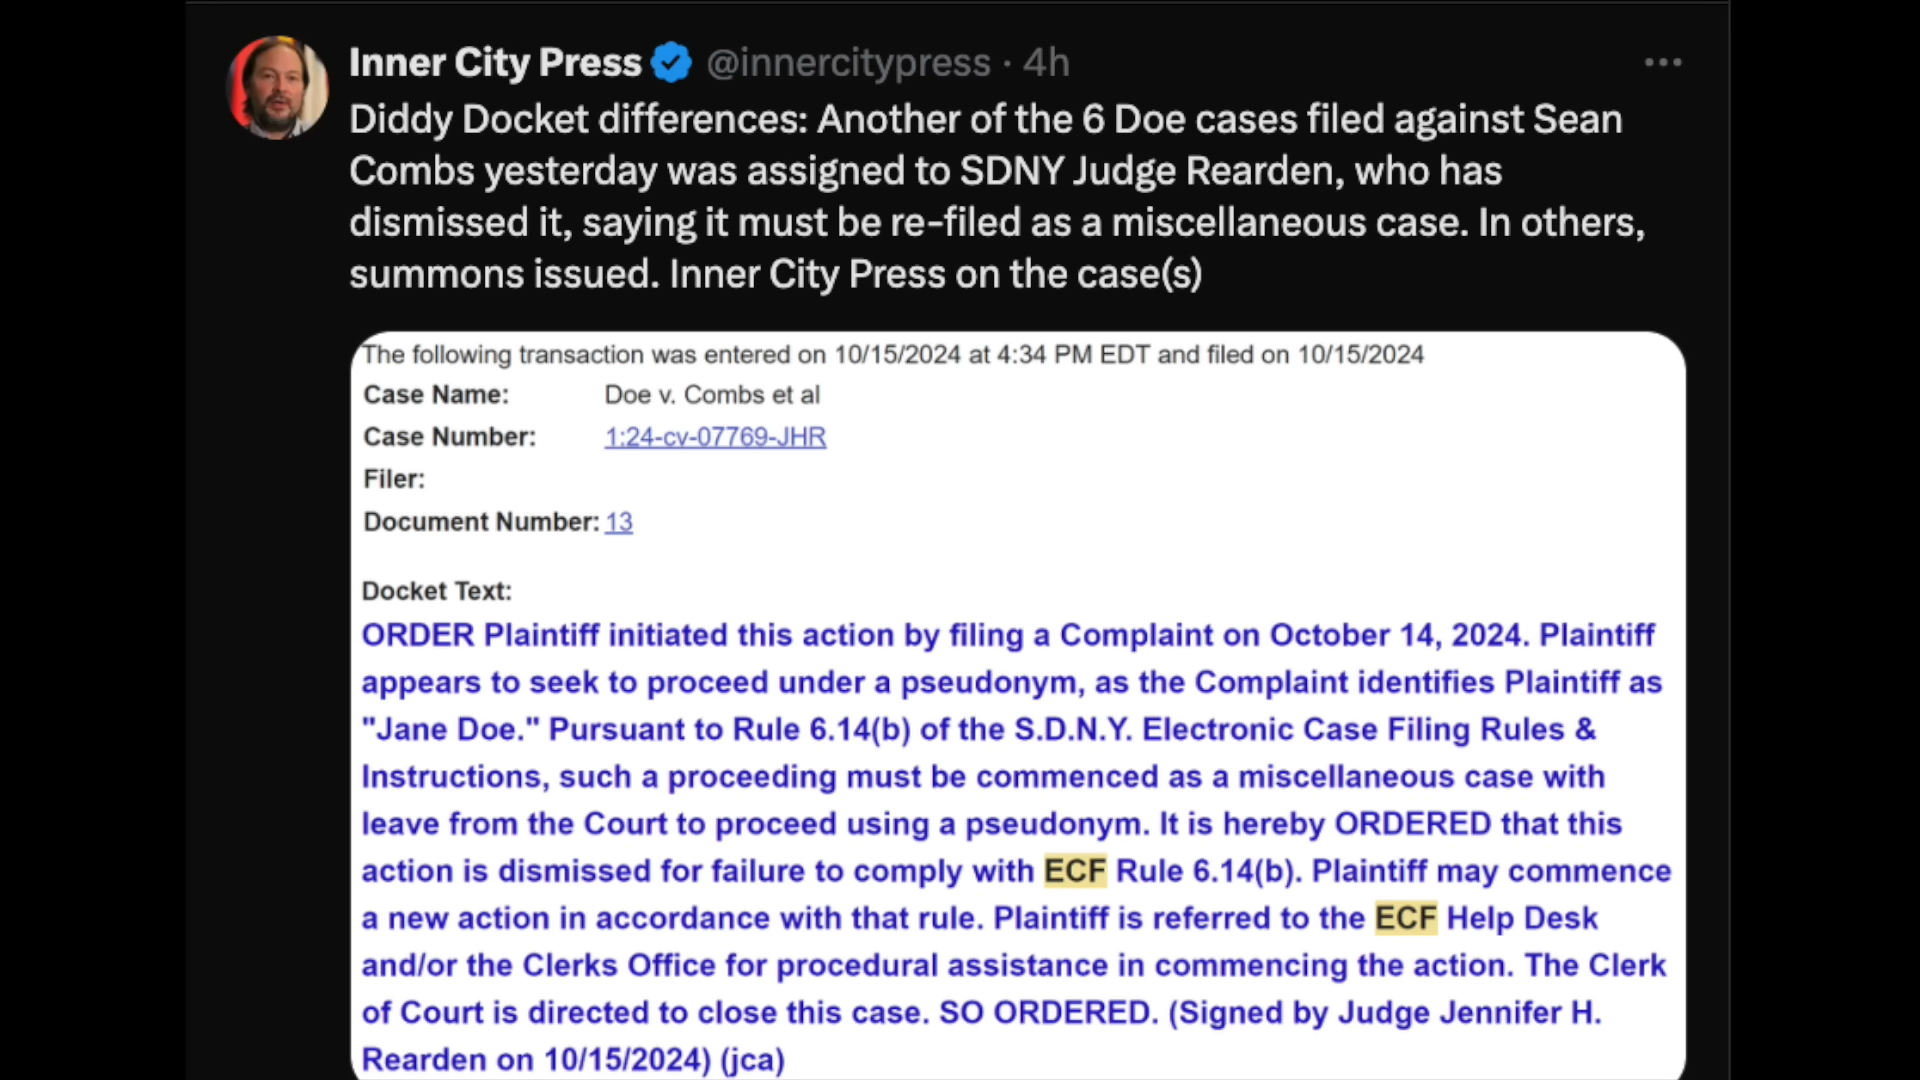 Inner City Press @innercitypress · 4h
Diddy Docket differences: Another of the 6 Doe cases filed against Sean
Combs yesterday was assigned to SDNY Judge Rearden, who has
dismissed it, saying it must be re-filed as a miscellaneous case. In others,
summons issued. Inner City Press on the case(s)
The following transaction was entered on 10/15/2024 at 4:34 PM EDT and filed on 10/15/2024
Case Name: Doe v. Combs et al
Case Number: 1:24-cv-07769-JHR
Filer:
Document Number: 13
Docket Text:
ORDER Plaintiff initiated this action by filing a Complaint on October 14, 2024. Plaintiff
appears to seek to proceed under a pseudonym, as the Complaint identifies Plaintiff as
"Jane Doe." Pursuant to Rule 6.14(b) of the S.D.N.Y. Electronic Case Filing Rules &
Instructions, such a proceeding must be commenced as a miscellaneous case with
leave from the Court to proceed using a pseudonym. It is hereby ORDERED that this
action is dismissed for failure to comply with ECF Rule 6.14(b). Plaintiff may commence
a new action in accordance with that rule. Plaintiff is referred to the ECF Help Desk
and/or the Clerks Office for procedural assistance in commencing the action. The Clerk
of Court is directed to close this case. SO ORDERED. (Signed by Judge Jennifer H.
Rearden on 10/15/2024) (jca)